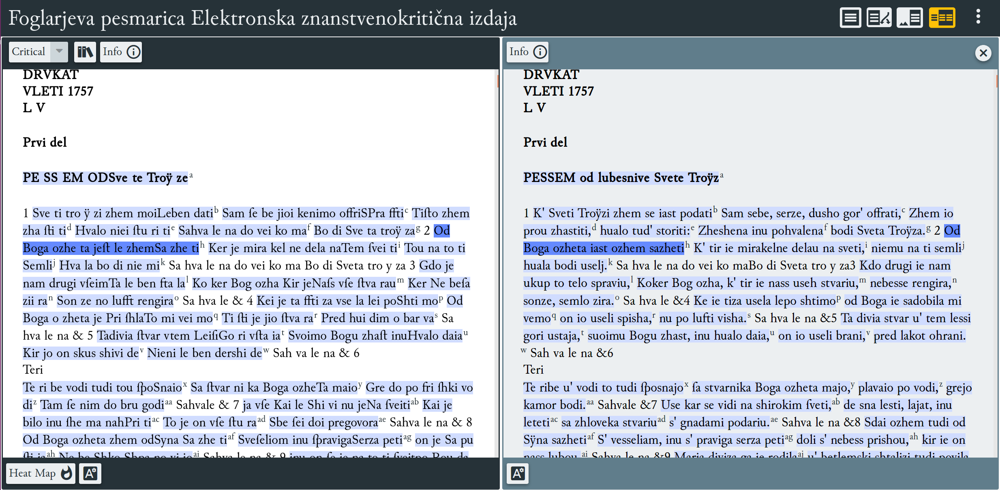 Foglarjeva pesmarica Elektronska znanstvenokritična izdaja
Critical
Info
DRVKAT
VLETI 1757
L V
Prvi del
PE SS EM ODSve te Troÿ ze a
1 Sve ti tro ÿ zi zhem moiLeben dati b Sam ſe be jioi kenimo offriSPra ffti c Tiſto zhem
zha ſti ti d Hvalo niei ſtu ri ti e Sahva le na do vei ko ma f Bo di Sve ta troÿ za g 2 Od
Boga ozhe ta jeſt le zhemSa zhe ti h Ker je mira kel ne dela naTem ſvei ti i Tou na to ti
Semli j Hva la bo di nie mi k Sa hva le na do vei ko ma Bo di Sveta tro y za 3 Gdo je
nam drugi vſeimTa le ben fta la l Ko ker Bog ozha Kir jeNaſs vſe ſtva rau m Ker Ne beſa
zii ra n Son ze no lufft rengira o Sa hva le & 4 Kei je ta ffti za vse la lei poShti mo p Od
Boga o zheta je Pri ſhlaTo mi vei mo q Ti ſti je jio ſtva ra r Pred hui dim o bar va s Sa
hva le na & 5 Tadivia ſtvar vtem LeiſiGo ri vſta ia t Svoimo Bogu zhaſt inuHvalo daia u
Kir jo on skus shivi de v Nieni le ben dershi de w Sah va le na & 6
Teri
Te ri be vodi tudi tou ſpoSnaio x Sa ſtvar ni ka Boga ozheTa maio y Gre do po fri ſhki vo
di z Tam ſe nim do bru godi aa Sahvale & 7 ja vſe Kai le Shi vi nu jeNa ſveiti ab Kai je
bilo inu ſhe ma nahPri ti ac To je on vſe ſtu ra ad Sbe ſei doi pregovora ae Sahva le na & 8
Od Boga ozheta zhem odSyna Sa zhe ti af Sveſeliom inu ſpravigaSerza peti ag on je Sa pu
ſti ja ah Ne be Shko Shpa no vi jo ai Sahva le na & 9 inu on ſe je na to ti ſveitpo Rou da
Heat Map
Info
DRVKAT
VLETI 1757
L V
Prvi del
PESSEM od lubesnive Svete Troÿz a
1 K' Sveti Troÿzi zhem se iast podati b Sam sebe, serze, dusho gor' offrati, c Zhem io
prou zhastiti, d hualo tud' storiti: e Zheshena inu pohvalena f bodi Sveta Troÿza. g 2 Od
Boga ozheta iast ozhem sazheti h K' tir ie mirakelne delau na sveti, i niemu na ti semli j
huala bodi uselj. k Sa hva le na do vei ko maBo di Sveta tro y za3 Kdo drugi ie nam
ukup to telo spraviu, l Koker Bog ozha, k' tir ie nass useh stvariu, m nebesse rengira, n
sonze, semlo zira. o Sa hva le &4 Ke ie tiza usela lepo shtimo p od Boga ie sadobila mi
vemo q on io useli spisha, r nu po lufti visha. s Sa hva le na &5 Ta divia stvar u' tem lessi
gori ustaja, t suoimu Bogu zhast, inu hualo daia, u on io useli brani, v pred lakot ohrani.
w Sah va le na &6
Teri
Te ribe u' vodi to tudi ſposnajo x ſa stvarnika Boga ozheta majo, y plavaio po vodi, z grejo
kamor bodi. aa Sahvale &7 Use kar se vidi na shirokim ſveti, ab de sna lesti, lajat, inu
leteti ac sa zhloveka stvariu ad s' gnadami podariu. ae Sahva le na &8 Sdai ozhem tudi od
Sÿna sazheti af S' vesseliam, inu s' praviga serza peti ag doli s' nebess prishou, ah kir ie on
nass lubou. ai Sahva le na &9 Maria diviza ga ie rodila aj u' betlemski shtalizi tudi povila